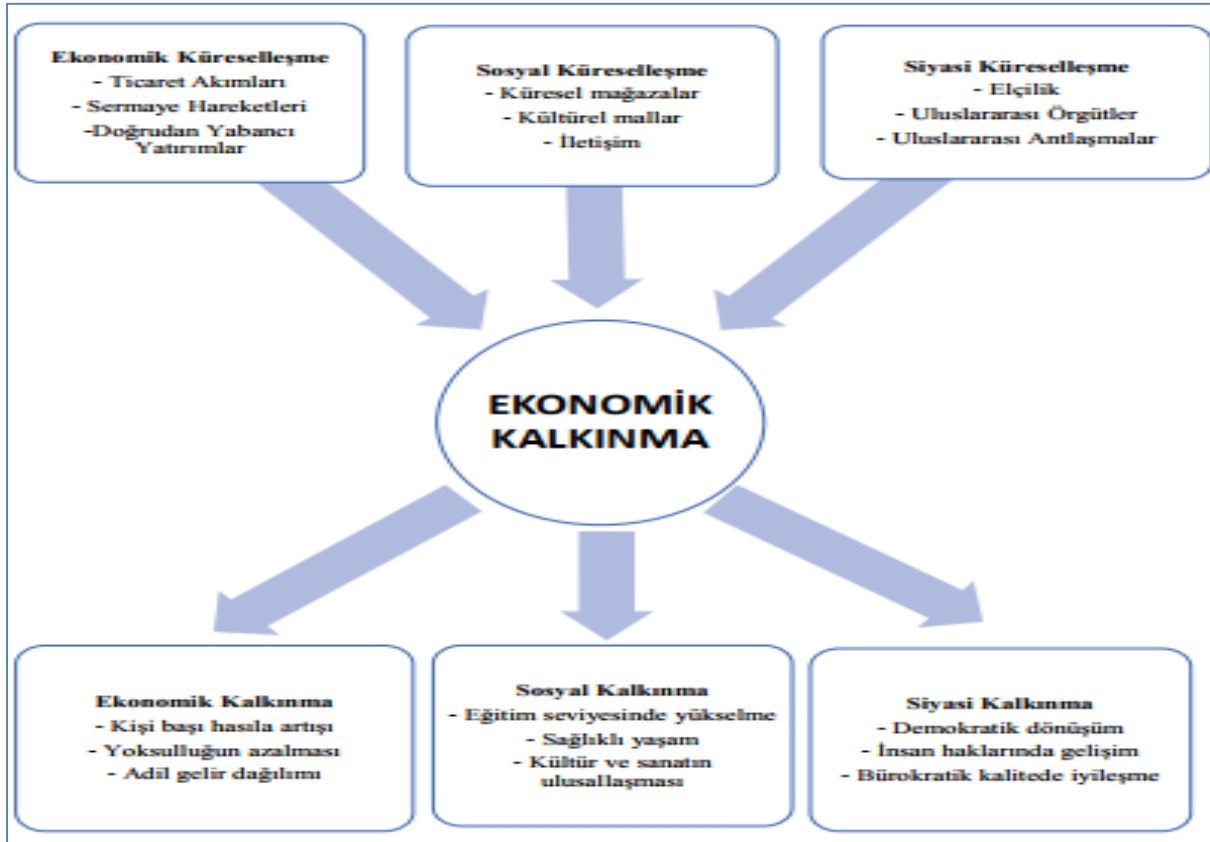 Ekonomik Küreselleşme
- Ticaret Akımları
- Sermaye Hareketleri
-Doğrudan Yabancı
Yatırımlar
Sosyal Küreselleşme
- Küresel mağazalar
- Kültürel mallar
- İletişim
Siyasi Küreselleşme
- Elçilik
- Uluslararası Örgütler
- Uluslararası Antlaşmalar
EKONOMİK
KALKINMA
Ekonomik Kalkınma
- Kişi başı hasıla artışı
- Yoksulluğun azalması
- Adil gelir dağılımı
Sosyal Kalkınma
- Eğitim seviyesinde yükselme
- Sağlıklı yaşam
- Kültür ve sanatın
ulusallaşması
Siyasi Kalkınma
- Demokratik dönüşüm
- İnsan haklarında gelişim
- Bürokratik kalitede iyileşme